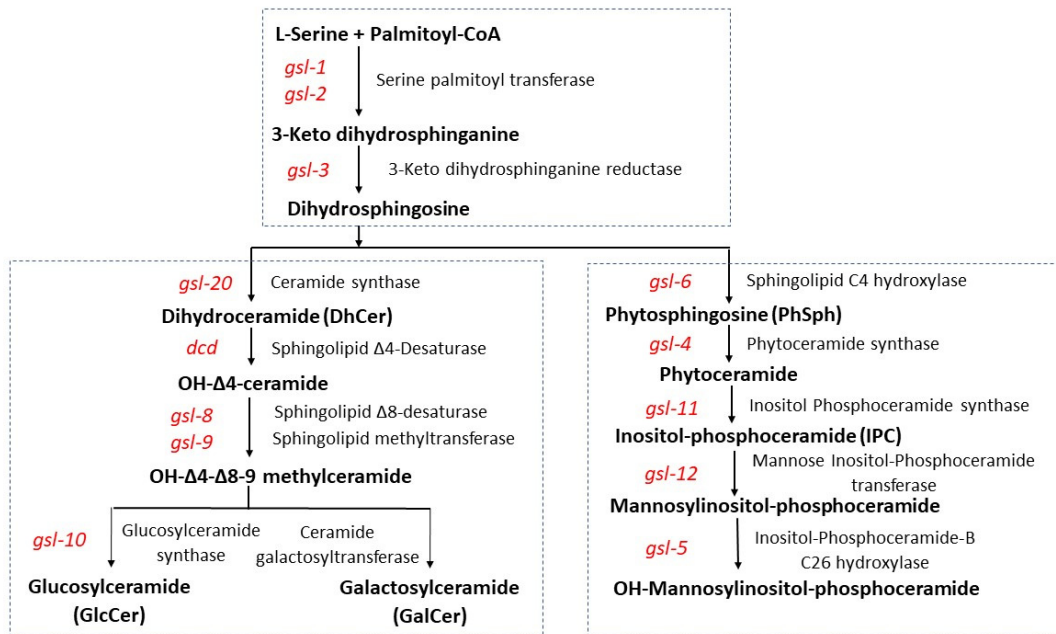 L-Serine + Palmitoyl-CoA
gsl-1
gsl-2
Serine palmitoyl transferase
3-Keto dihydrosphinganine
gsl-3
3-Keto dihydrosphinganine reductase
Dihydrosphingosine
gsl-20
Ceramide synthase
Dihydroceramide (DhCer)
dcd
Sphingolipid Δ4-Desaturase
OH-Δ4-ceramide
gsl-8
Sphingolipid Δ8-desaturase
gsl-9
Sphingolipid methyltransferase
OH-Δ4-Δ8-9 methylceramide
gsl-10
Glucosylceramide
synthase
Ceramide
galactosyltransferase
Glucosylceramide
(GlcCer)
Galactosylceramide
(GalCer)
gsl-6
Sphingolipid C4 hydroxylase
Phytosphingosine (PhSph)
gsl-4
Phytoceramide synthase
Phytoceramide
gsl-11
Inositol Phosphoceramide synthase
Inositol-phosphoceramide (IPC)
gsl-12
Mannose Inositol-Phosphoceramide
transferase
Mannosylinositol-phosphoceramide
gsl-5
Inositol-Phosphoceramide-B
C26 hydroxylase
OH-Mannosylinositol-phosphoceramide